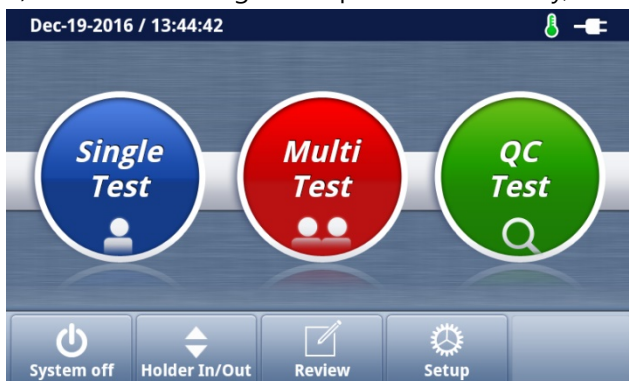 Dec-19-2016 / 13:44:42
Single
Test
Multi
Test
QC
Test
System off
Holder In/Out
Review
Setup